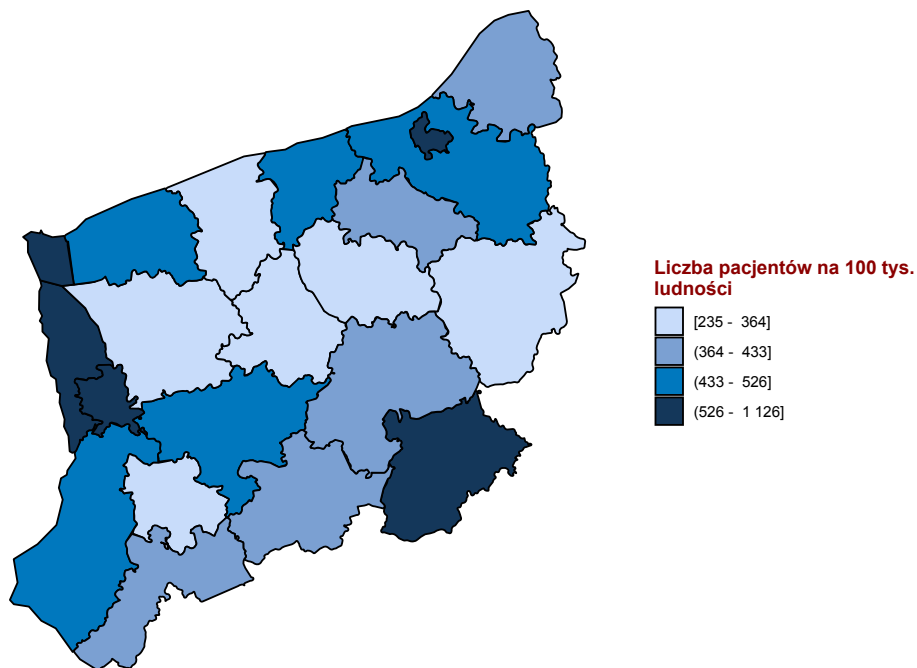 Liczba pacjentów na 100 tys.
ludności
[235 - 364]
(364 - 433]
(433 - 526]
(526 - 1 126]